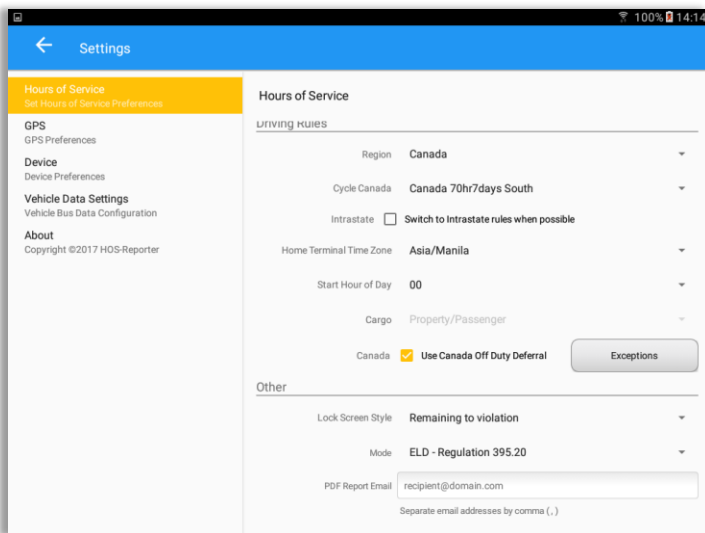 100% 14:14
Settings
Hours of Service
Set Hours of Service Preferences
GPS
GPS Preferences
Device
Device Preferences
Vehicle Data Settings
Vehicle Bus Data Configuration
About
Copyright ©2017 HOS-Reporter
Hours of Service
Driving Rules
Region Canada
Cycle Canada Canada 70hr7days South
Intrastate Switch to Intrastate rules when possible
Home Terminal Time Zone Asia/Manila
Start Hour of Day 00
Cargo Property/Passenger
Canada Use Canada Off Duty Deferral Exceptions
Other
Lock Screen Style Remaining to violation
Mode ELD - Regulation 395.20
PDF Report Email recipient@domain.com
Separate email addresses by comma ( , )